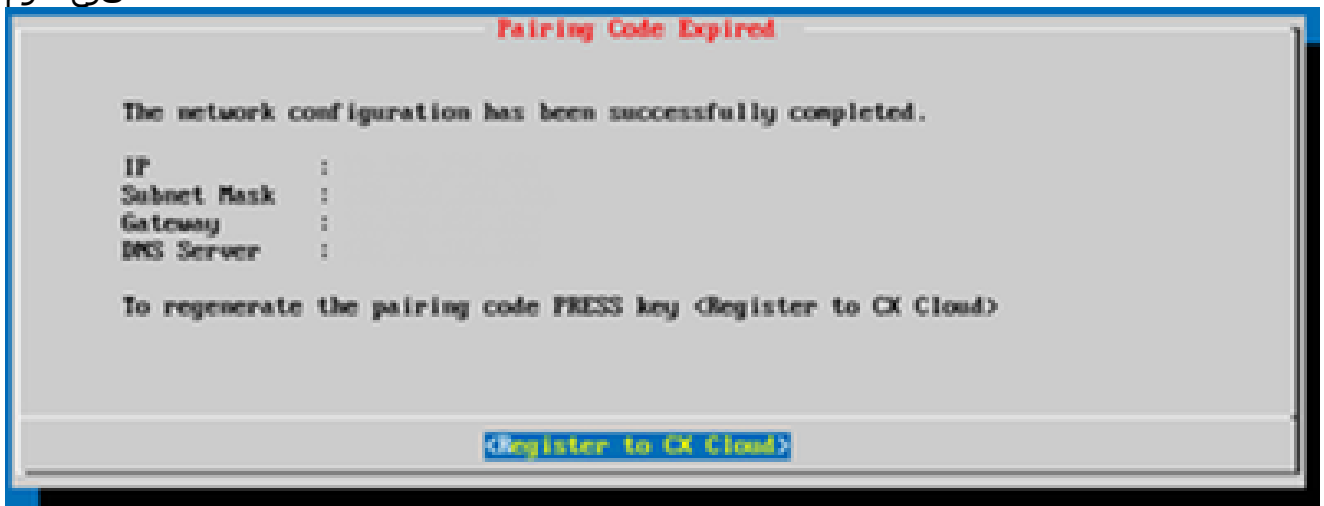 Pairing Code Expired
The network configuration has been successfully completed.
IP :
Subnet Mask :
Gateway :
DNS Server :
To regenerate the pairing code PRESS key <Register to CX Cloud>
<Register to CX Cloud>